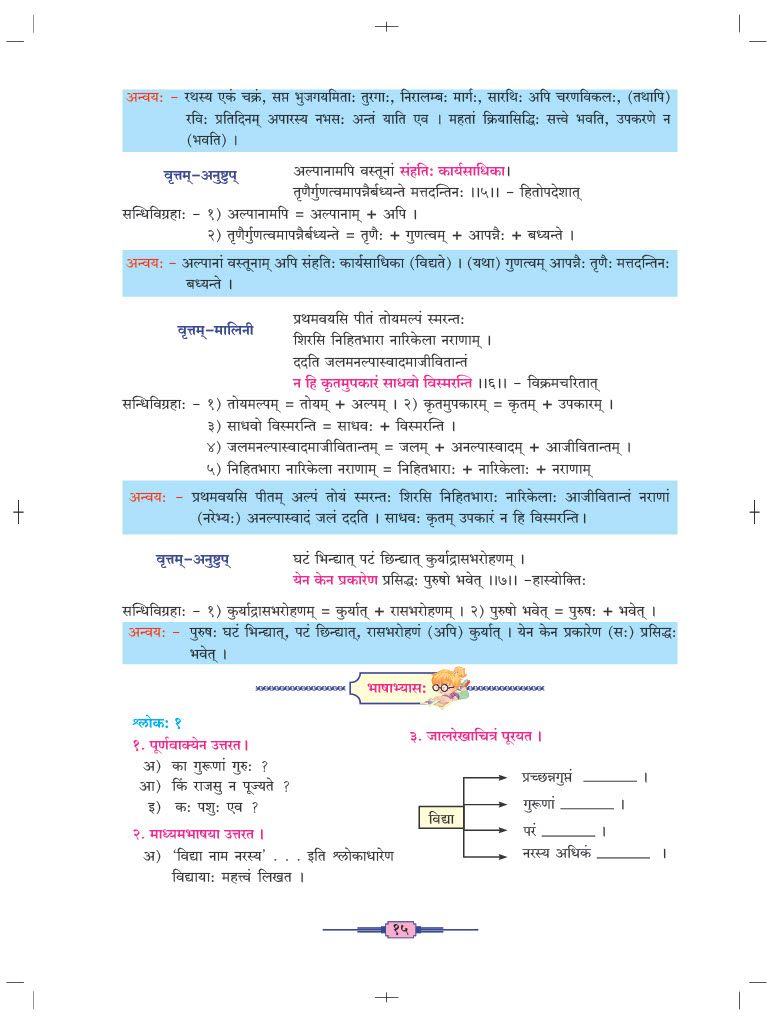 अन्वयः - रथस्य एकं चक्रं, सप्त भुजगयमिताः तुरगाः, निरालम्बः मार्गः, सारथिः अपि चरणविकलः, (तथापि)
रविः प्रतिदिनम् अपारस्य नभसः अन्तं याति एव । महतां क्रियासिद्धिः सत्त्वे भवति, उपकरणे न
(भवति) ।
वृत्तम्-अनुष्टुप्
अल्पानामपि वस्तूनां संहतिः कार्यसाधिका।
तृणैर्गुणत्वमापन्नैर्बध्यन्ते मत्तदन्तिनः ।।५।। - हितोपदेशात्
सन्धिविग्रहाः - १) अल्पानामपि = अल्पानाम् + अपि ।
२) तृणैर्गुणत्वमापन्नैर्बध्यन्ते = तृणैः + गुणत्वम् + आपन्नैः + बध्यन्ते ।
अन्वयः - अल्पानां वस्तूनाम् अपि संहतिः कार्यसाधिका (विद्यते) । (यथा) गुणत्वम् आपन्नैः तृणैः मत्तदन्तिनः
बध्यन्ते ।
वृत्तम्-मालिनी
प्रथमवयसि पीतं तोयमल्पं स्मरन्तः
शिरसि निहितभारा नारिकेला नराणाम् ।
ददति जलमनल्पास्वादमाजीवितान्तं
न हि कृतमुपकारं साधवो विस्मरन्ति ।।६।। - विक्रमचरितात्
सन्धिविग्रहाः - १) तोयमल्पम् = तोयम् + अल्पम् । २) कृतमुपकारम् = कृतम् + उपकारम् ।
३) साधवो विस्मरन्ति = साधवः + विस्मरन्ति ।
४) जलमनल्पास्वादमाजीवितान्तम् = जलम् + अनल्पास्वादम् + आजीवितान्तम् ।
५) निहितभारा नारिकेला नराणाम् = निहितभाराः + नारिकेलाः + नराणाम्
अन्वयः - प्रथमवयसि पीतम् अल्पं तोयं स्मरन्तः शिरसि निहितभाराः नारिकेलाः आजीवितान्तं नराणां
(नरेभ्यः) अनल्पास्वादं जलं ददति । साधवः कृतम् उपकारं न हि विस्मरन्ति।
वृत्तम्-अनुष्टुप्
घटं भिन्द्यात् पटं छिन्द्यात् कुर्याद्रासभरोहणम् ।
येन केन प्रकारेण प्रसिद्धः पुरुषो भवेत् ।।७।। -हास्योक्तिः
सन्धिविग्रहाः - १) कुर्याद्रासभरोहणम् = कुर्यात् + रासभरोहणम् । २) पुरुषो भवेत् = पुरुषः + भवेत् ।
अन्वयः - पुरुषः घटं भिन्द्यात्, पटं छिन्द्यात्, रासभरोहणं (अपि) कुर्यात् । येन केन प्रकारेण (सः) प्रसिद्धः
भवेत् ।
भाषाभ्यासः
श्लोकः १
१. पूर्णवाक्येन उत्तरत।
अ) का गुरूणां गुरुः ?
आ) किं राजसु न पूज्यते ?
इ) कः पशुः एव ?
२. माध्यमभाषया उत्तरत ।
अ) 'विद्या नाम नरस्य' . . . इति श्लोकाधारेण
विद्यायाः महत्त्वं लिखत ।
३. जालरेखाचित्रं पूरयत ।
विद्या
प्रच्छन्नगुप्तं ________ ।
गुरूणां ________ ।
परं ________ ।
नरस्य अधिकं ________ ।
१५